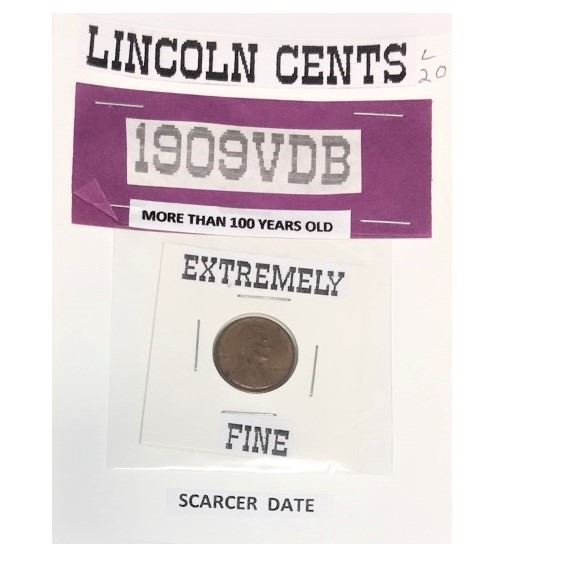 LINCOLN CENTS
L
20
1909VDB
MORE THAN 100 YEARS OLD
EXTREMELY
FINE
SCARCER DATE